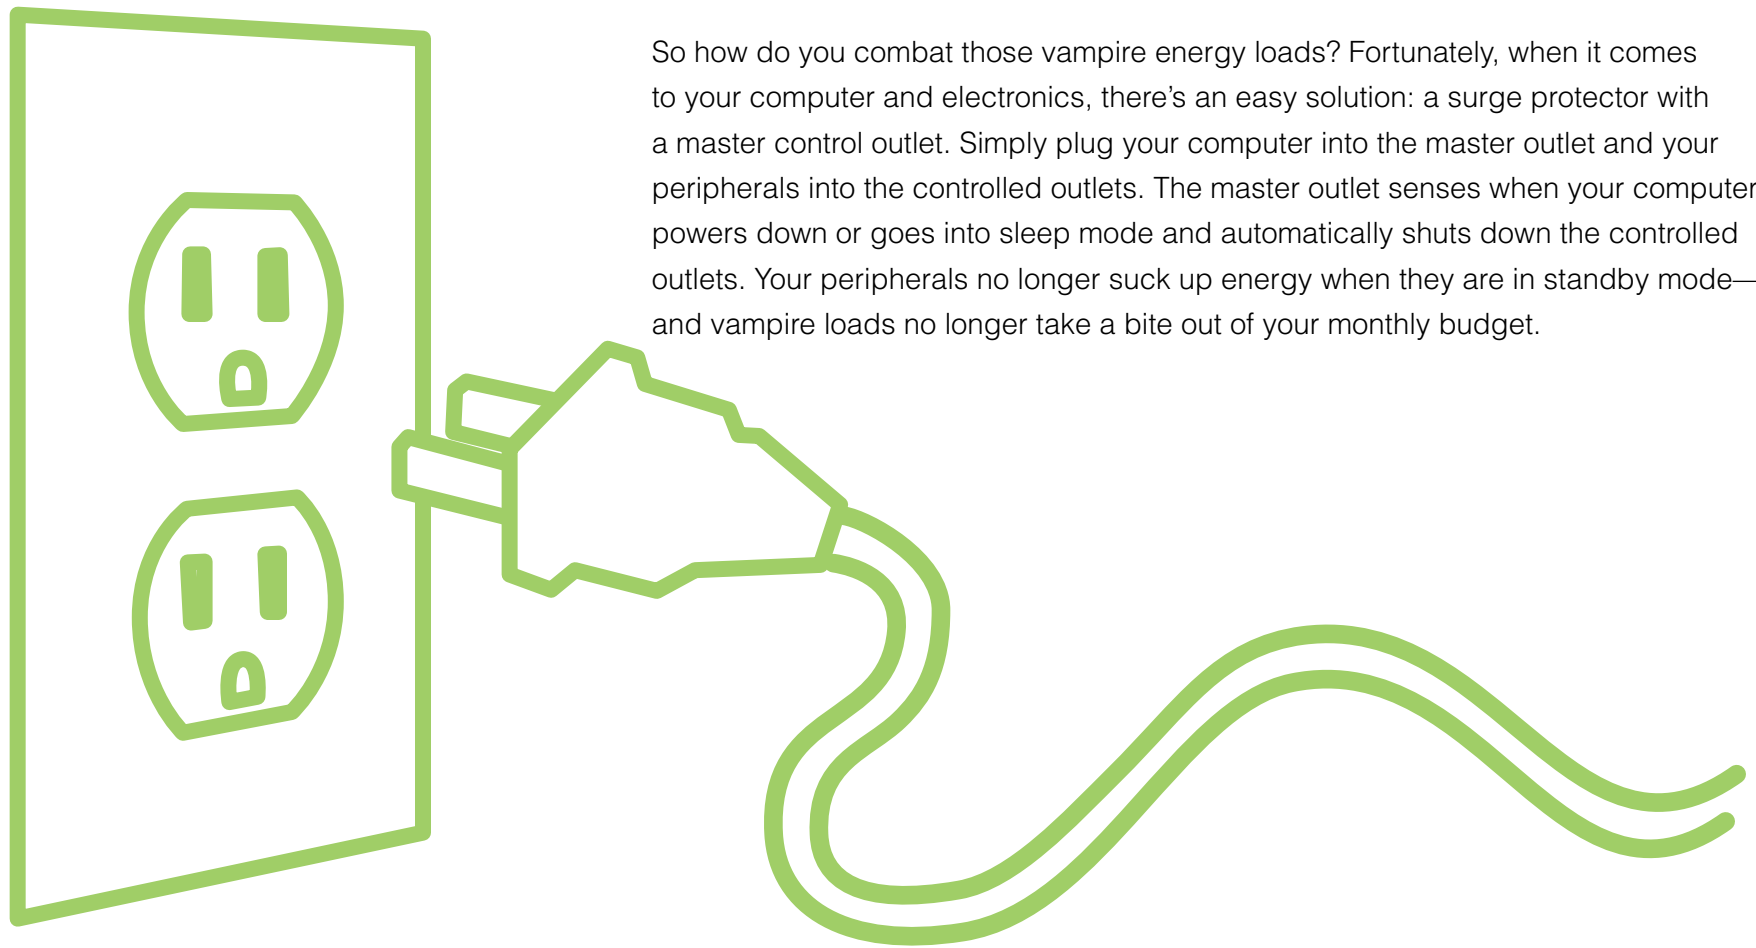 So how do you combat those vampire energy loads? Fortunately, when it comes
to your computer and electronics, there’s an easy solution: a surge protector with
a master control outlet. Simply plug your computer into the master outlet and your
peripherals into the controlled outlets. The master outlet senses when your computer
powers down or goes into sleep mode and automatically shuts down the controlled
outlets. Your peripherals no longer suck up energy when they are in standby mode—
and vampire loads no longer take a bite out of your monthly budget.